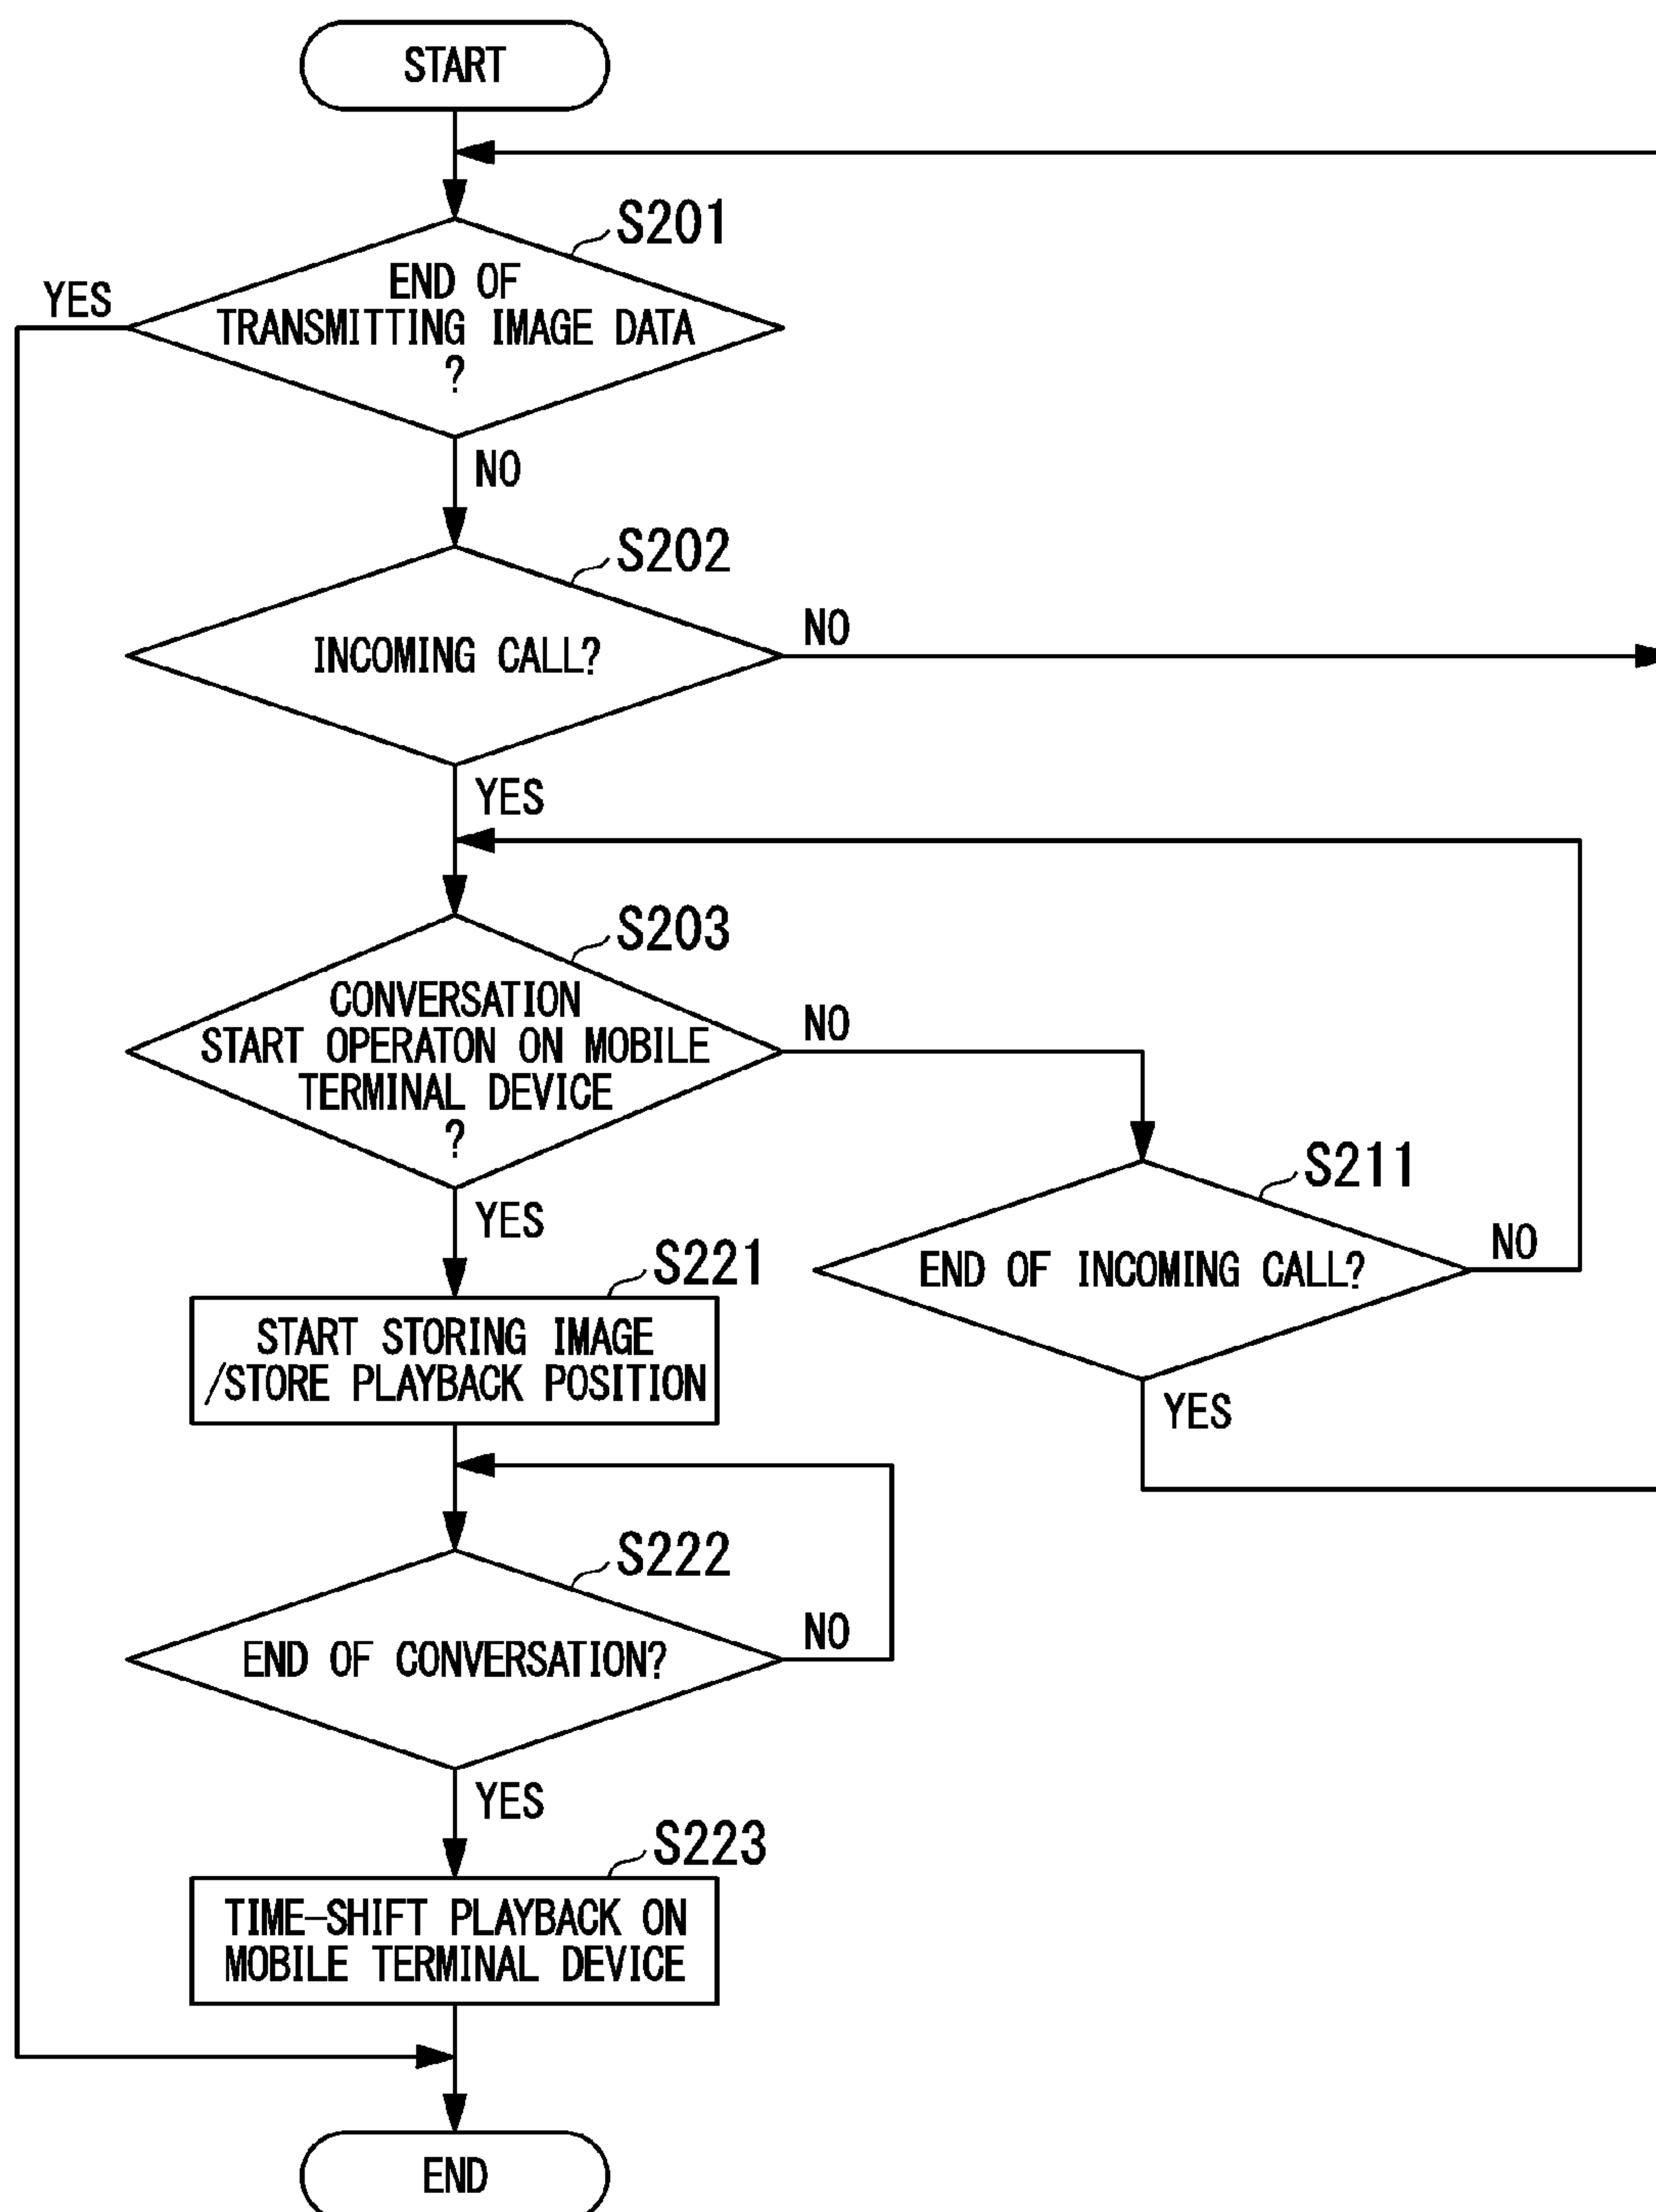 START
S201
YES
END OF
TRANSMITTING IMAGE DATA
?
NO
S202
INCOMING CALL?
NO
YES
S203
CONVERSATION
START OPERATON ON MOBILE
TERMINAL DEVICE
?
NO
YES
S211
END OF INCOMING CALL?
NO
YES
S221
START STORING IMAGE
/STORE PLAYBACK POSITION
S222
END OF CONVERSATION?
NO
YES
S223
TIME-SHIFT PLAYBACK ON
MOBILE TERMINAL DEVICE
END